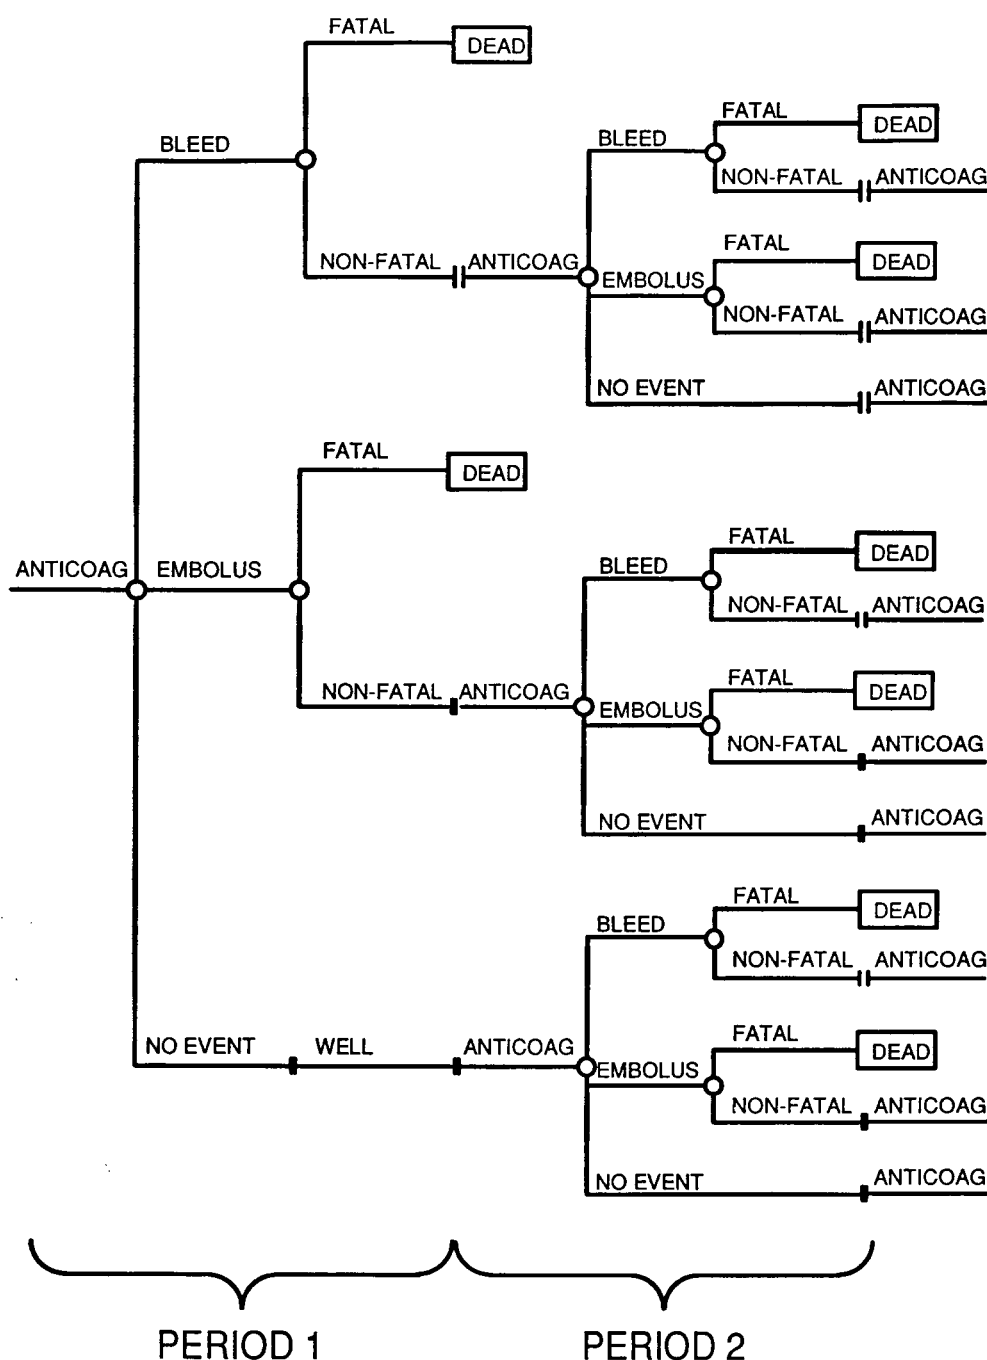 FATAL
DEAD
BLEED
NON-FATAL ANTICOAG
BLEED
FATAL
DEAD
NON-FATAL ANTICOAG
EMBOLUS
FATAL
DEAD
NON-FATAL ANTICOAG
NO EVENT ANTICOAG
ANTICOAG EMBOLUS
FATAL
DEAD
NON-FATAL ANTICOAG
BLEED
FATAL
DEAD
NON-FATAL ANTICOAG
EMBOLUS
FATAL
DEAD
NON-FATAL ANTICOAG
NO EVENT ANTICOAG
NO EVENT WELL ANTICOAG
BLEED
FATAL
DEAD
NON-FATAL ANTICOAG
EMBOLUS
FATAL
DEAD
NON-FATAL ANTICOAG
NO EVENT ANTICOAG
PERIOD 1 PERIOD 2